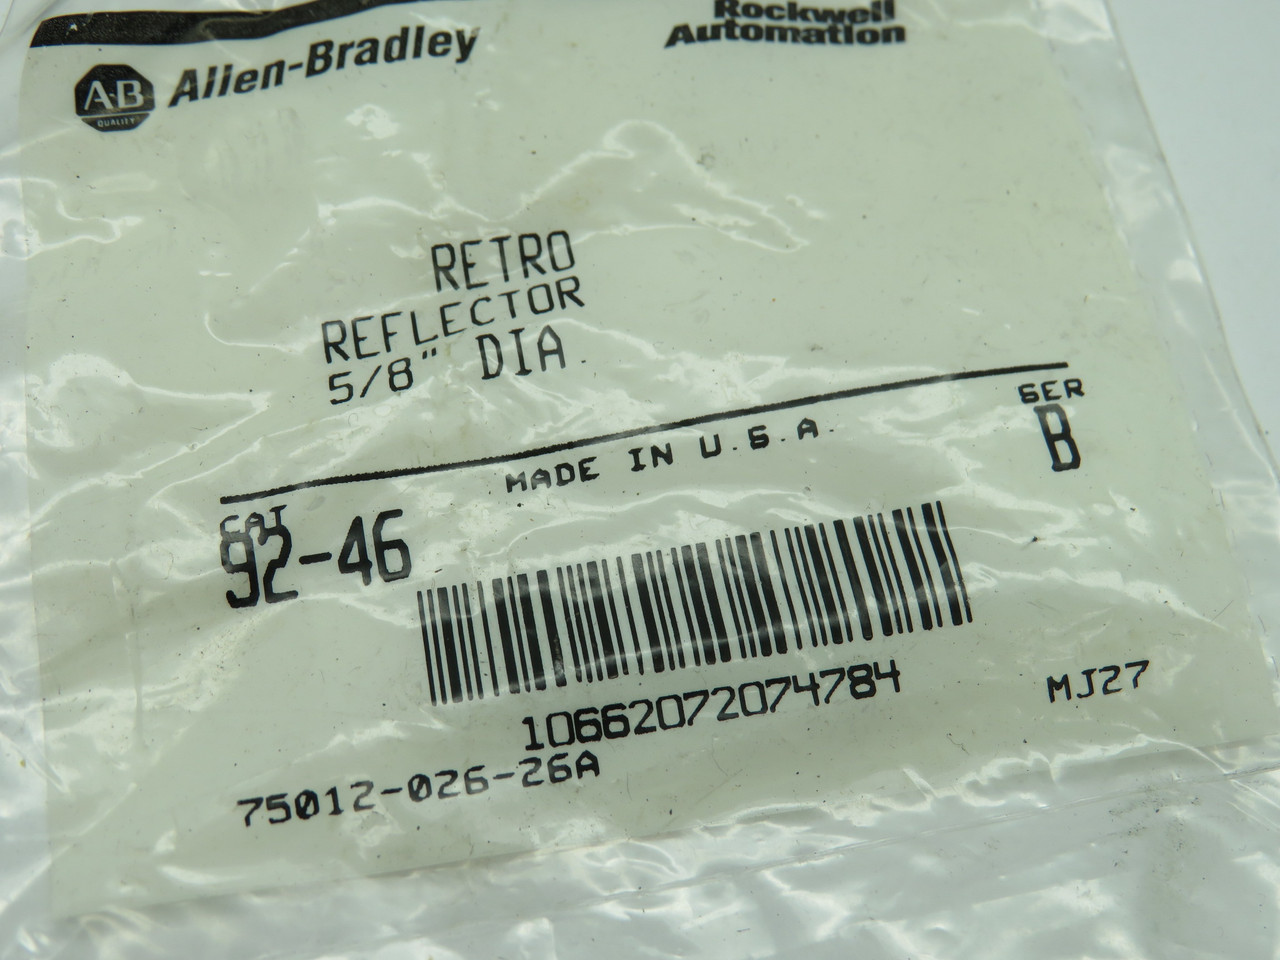 Rockwell
Automation
Allen-Bradley
A-B
QUALITY
RETRO
REFLECTOR
5/8" DIA.
MADE IN U.S.A.
SER
B
CAT
92-46
10662072074784
MJ27
75012-026-26A